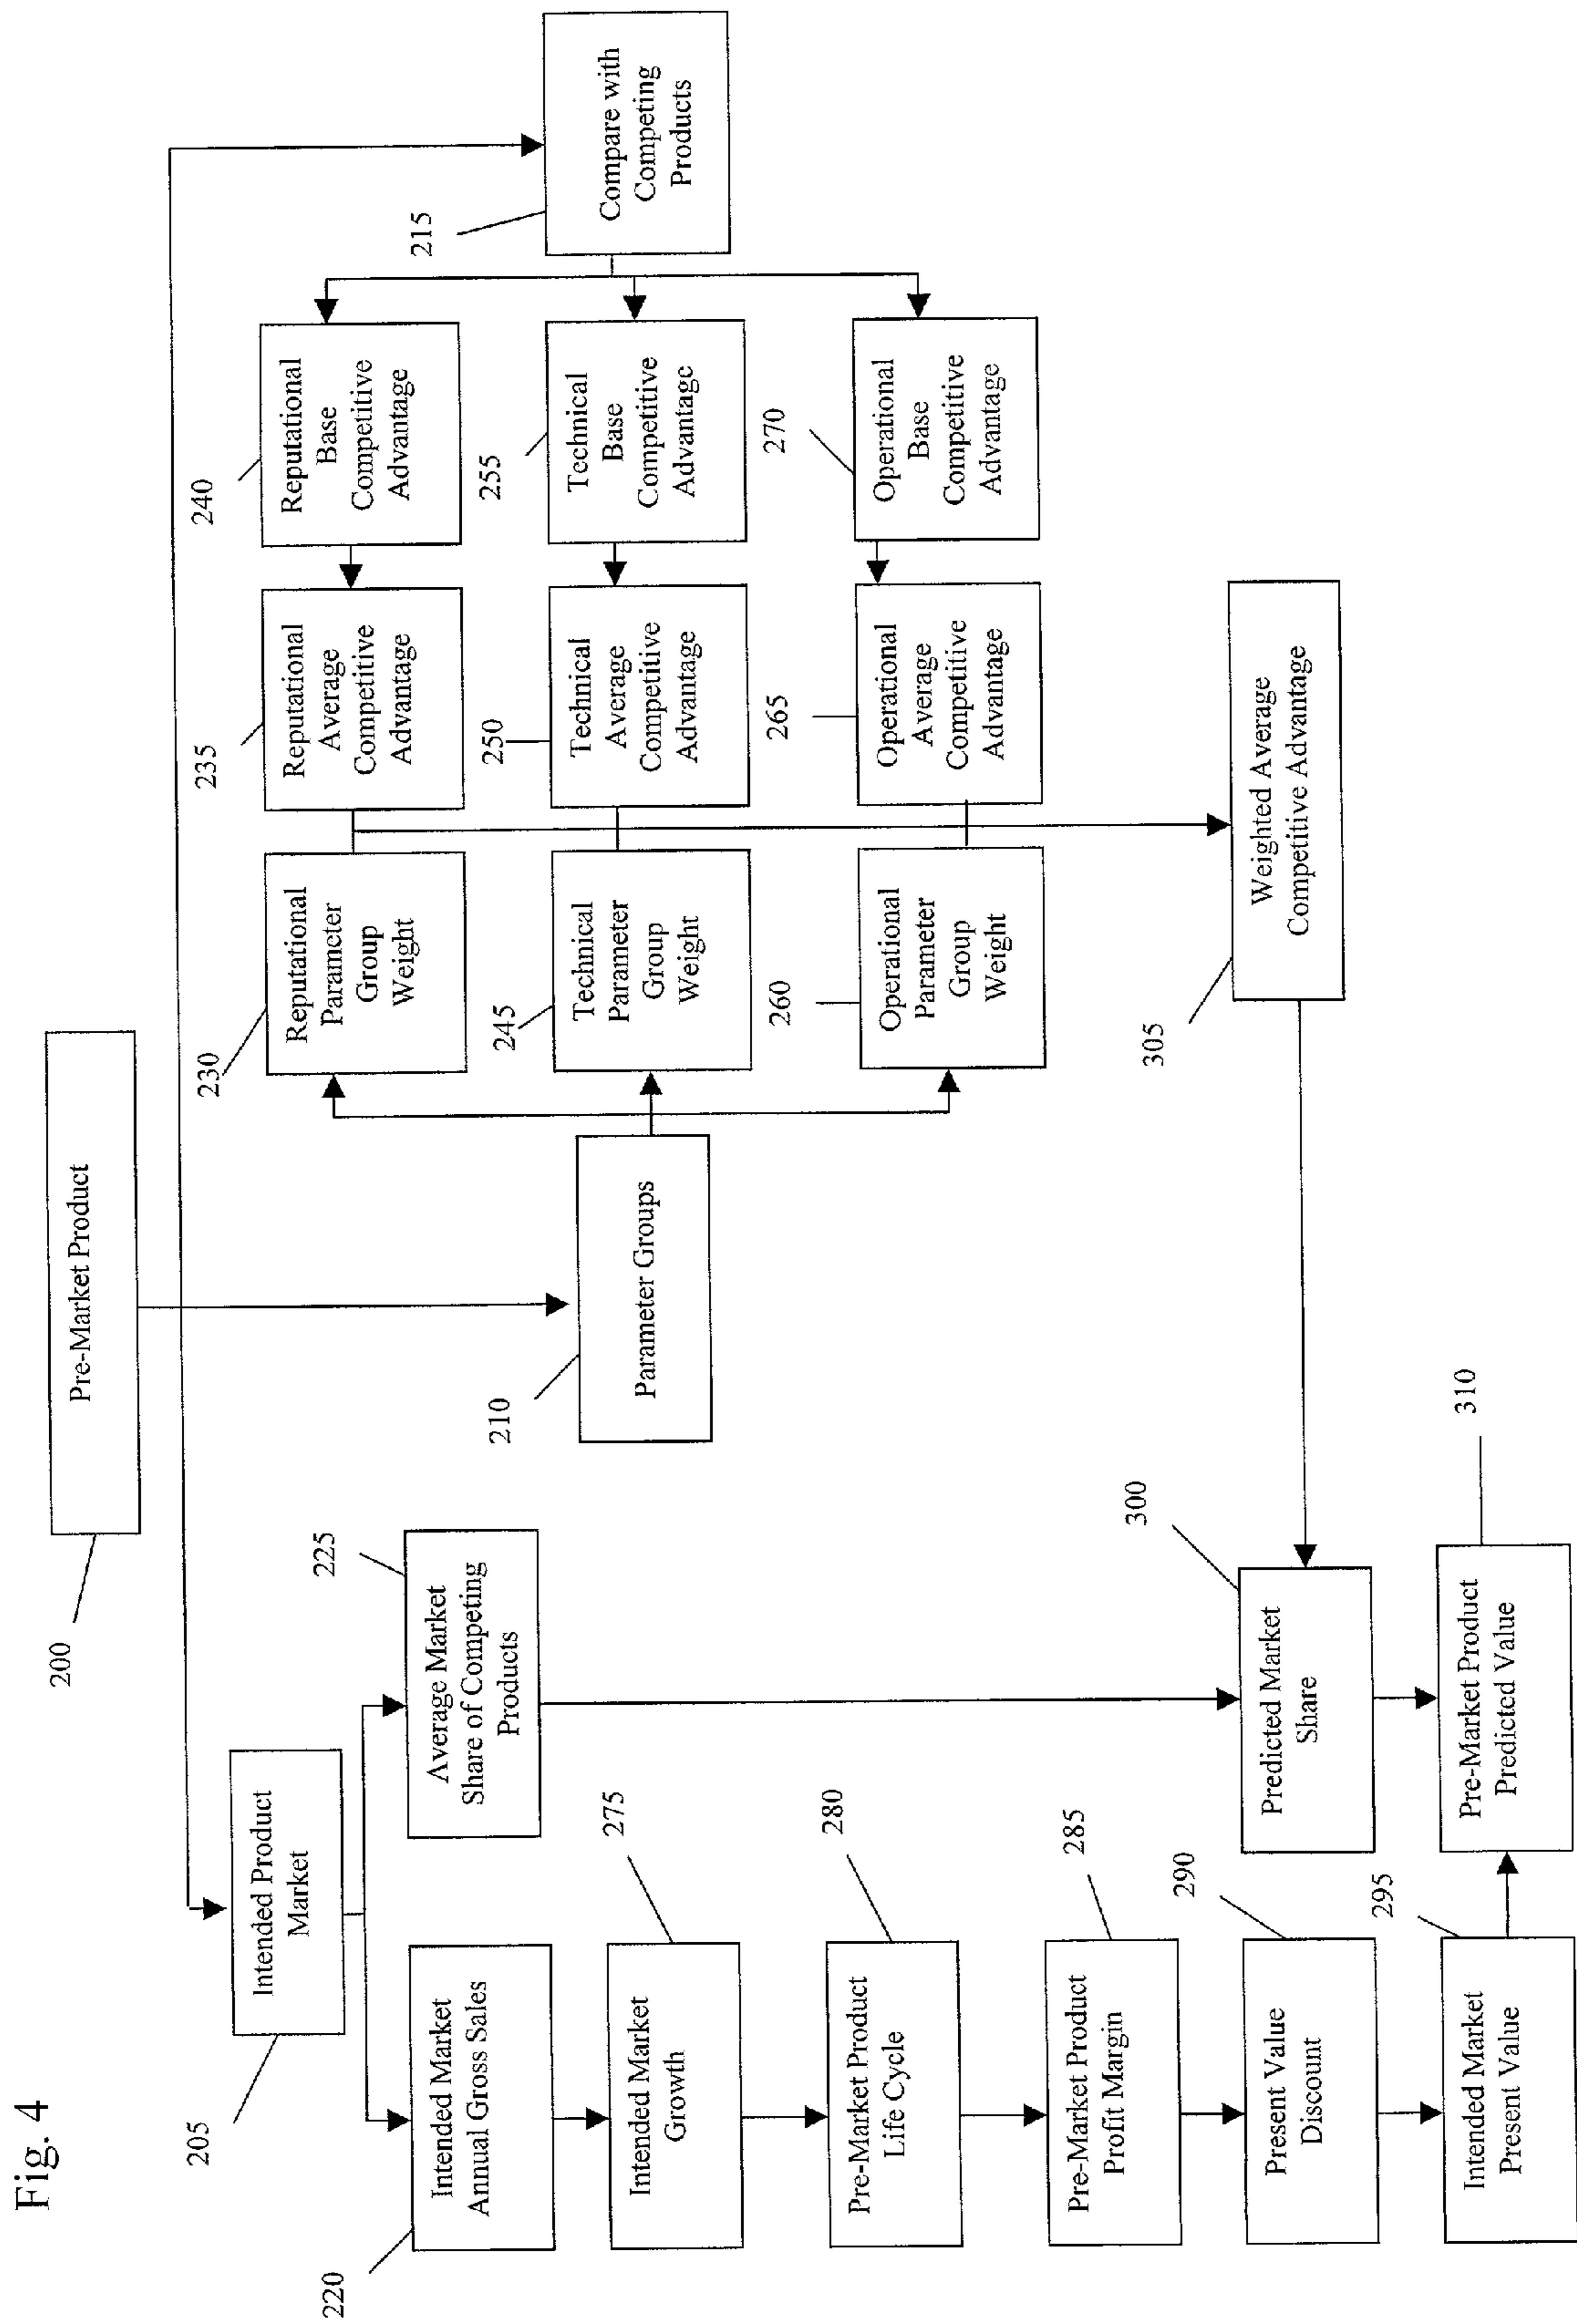 Fig. 4
200
Pre-Market Product
205
Intended Product
Market
210
Parameter Groups
215
Compare with
Competing
Products
220
Intended Market
Annual Gross Sales
225
Average Market
Share of Competing
Products
230
Reputational
Parameter
Group
Weight
235
Reputational
Average
Competitive
Advantage
240
Reputational
Base
Competitive
Advantage
245
Technical
Parameter
Group
Weight
250
Technical
Average
Competitive
Advantage
255
Technical
Base
Competitive
Advantage
260
Operational
Parameter
Group
Weight
265
Operational
Average
Competitive
Advantage
270
Operational
Base
Competitive
Advantage
275
Intended Market
Growth
280
Pre-Market Product
Life Cycle
285
Pre-Market Product
Profit Margin
290
Present Value
Discount
295
Intended Market
Present Value
300
Predicted Market
Share
305
Weighted Average
Competitive Advantage
310
Pre-Market Product
Predicted Value